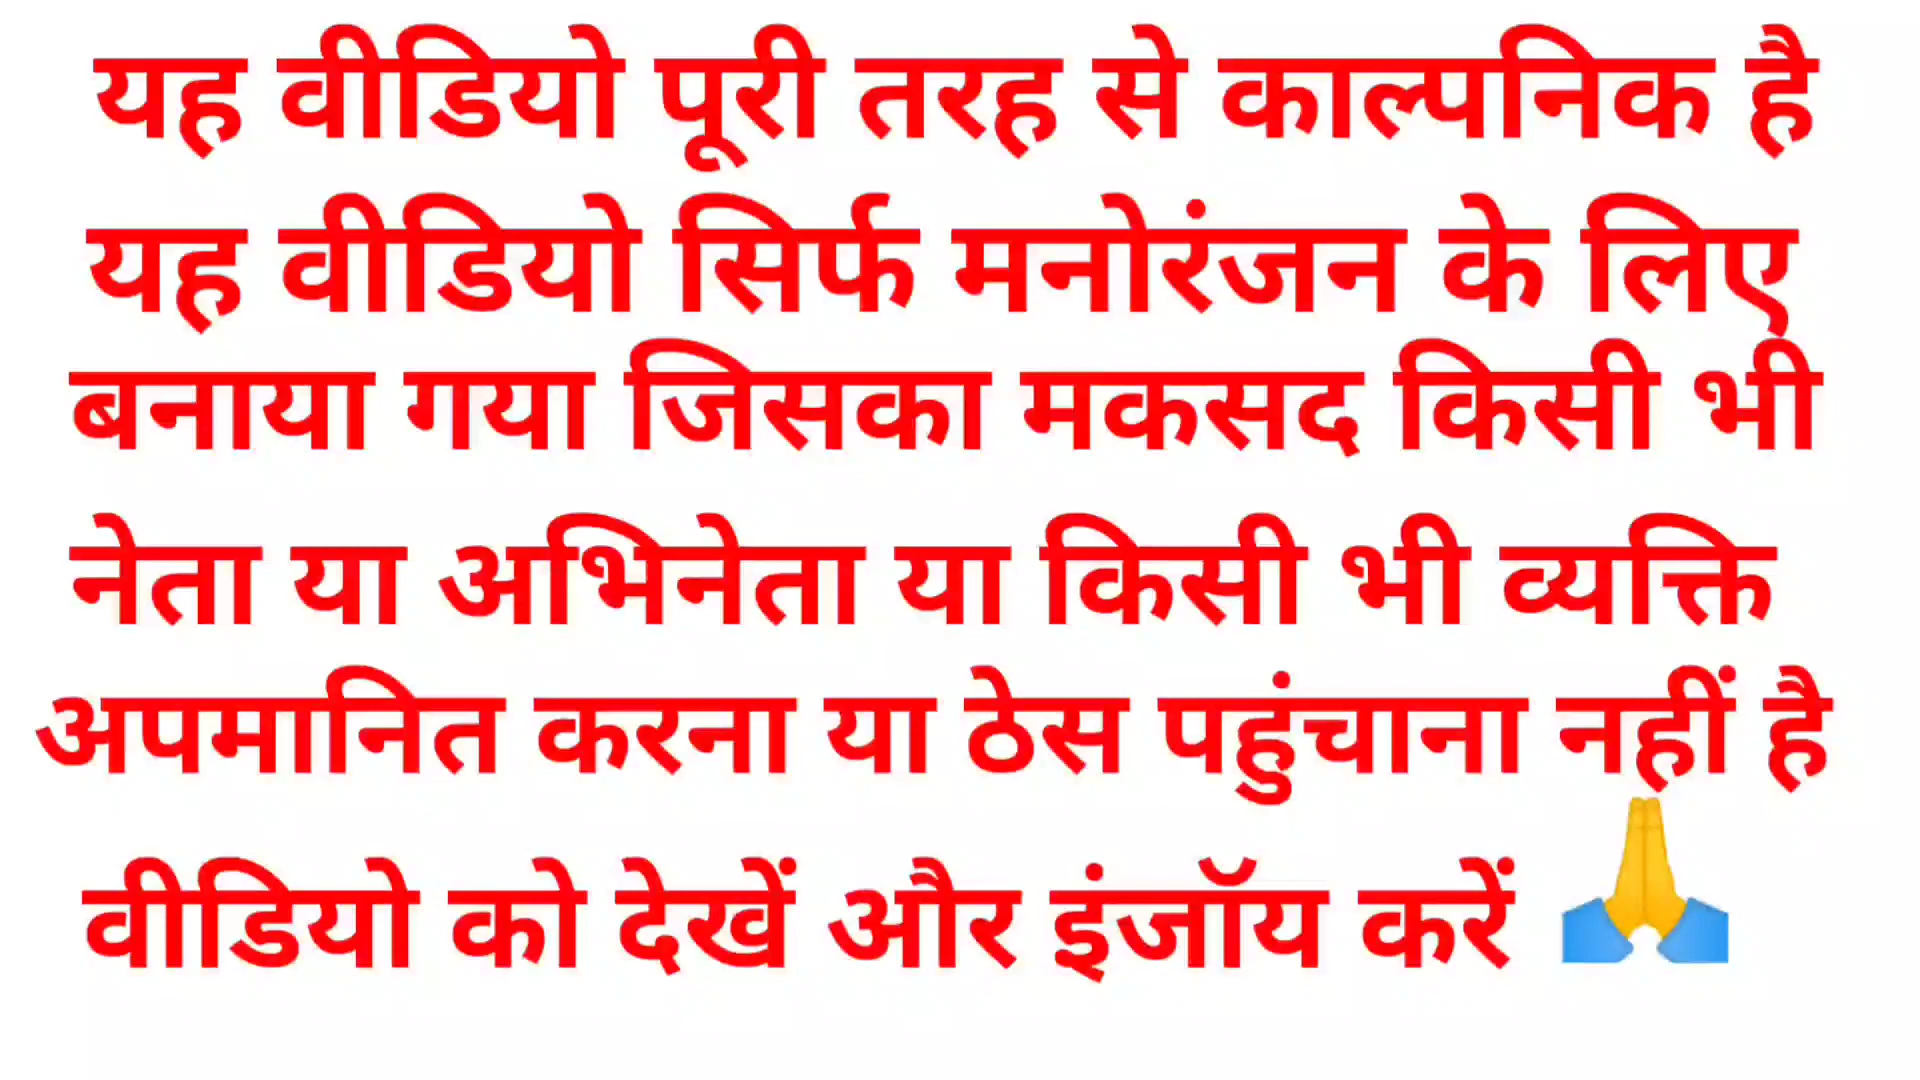 यह वीडियो पूरी तरह से काल्पनिक है
यह वीडियो सिर्फ मनोरंजन के लिए
बनाया गया जिसका मकसद किसी भी
नेता या अभिनेता या किसी भी व्यक्ति
अपमानित करना या ठेस पहुंचाना नहीं है
वीडियो को देखें और इंजॉय करें 🙏